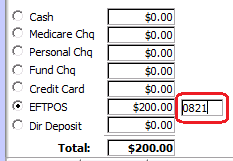 Cash $0.00
Medicare Chq $0.00
Personal Chq $0.00
Fund Chq $0.00
Credit Card $0.00
EFTPOS $200.00 0821
Dir Deposit $0.00
Total: $200.00